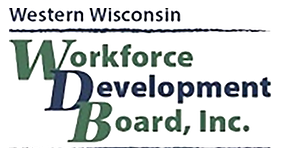 Western Wisconsin
Workforce
Development
Board, Inc.